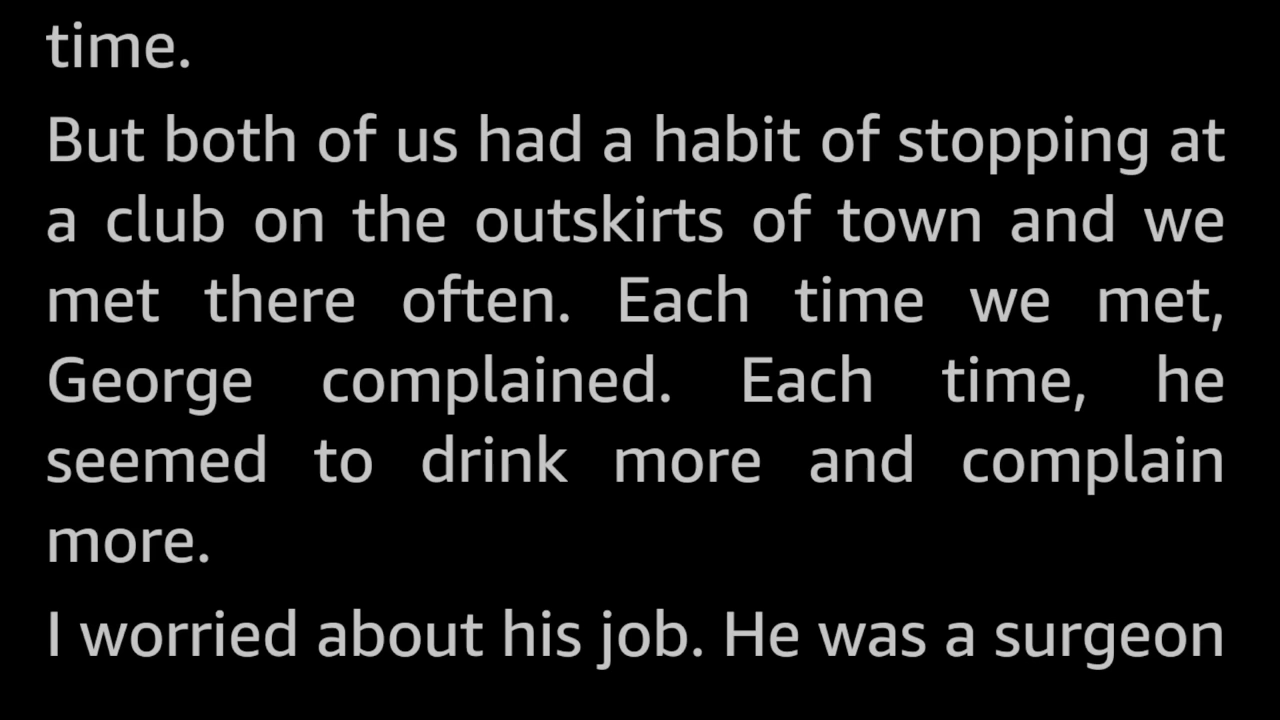 time.
But both of us had a habit of stopping at
a club on the outskirts of town and we
met there often. Each time we met,
George complained. Each time, he
seemed to drink more and complain
more.
I worried about his job. He was a surgeon